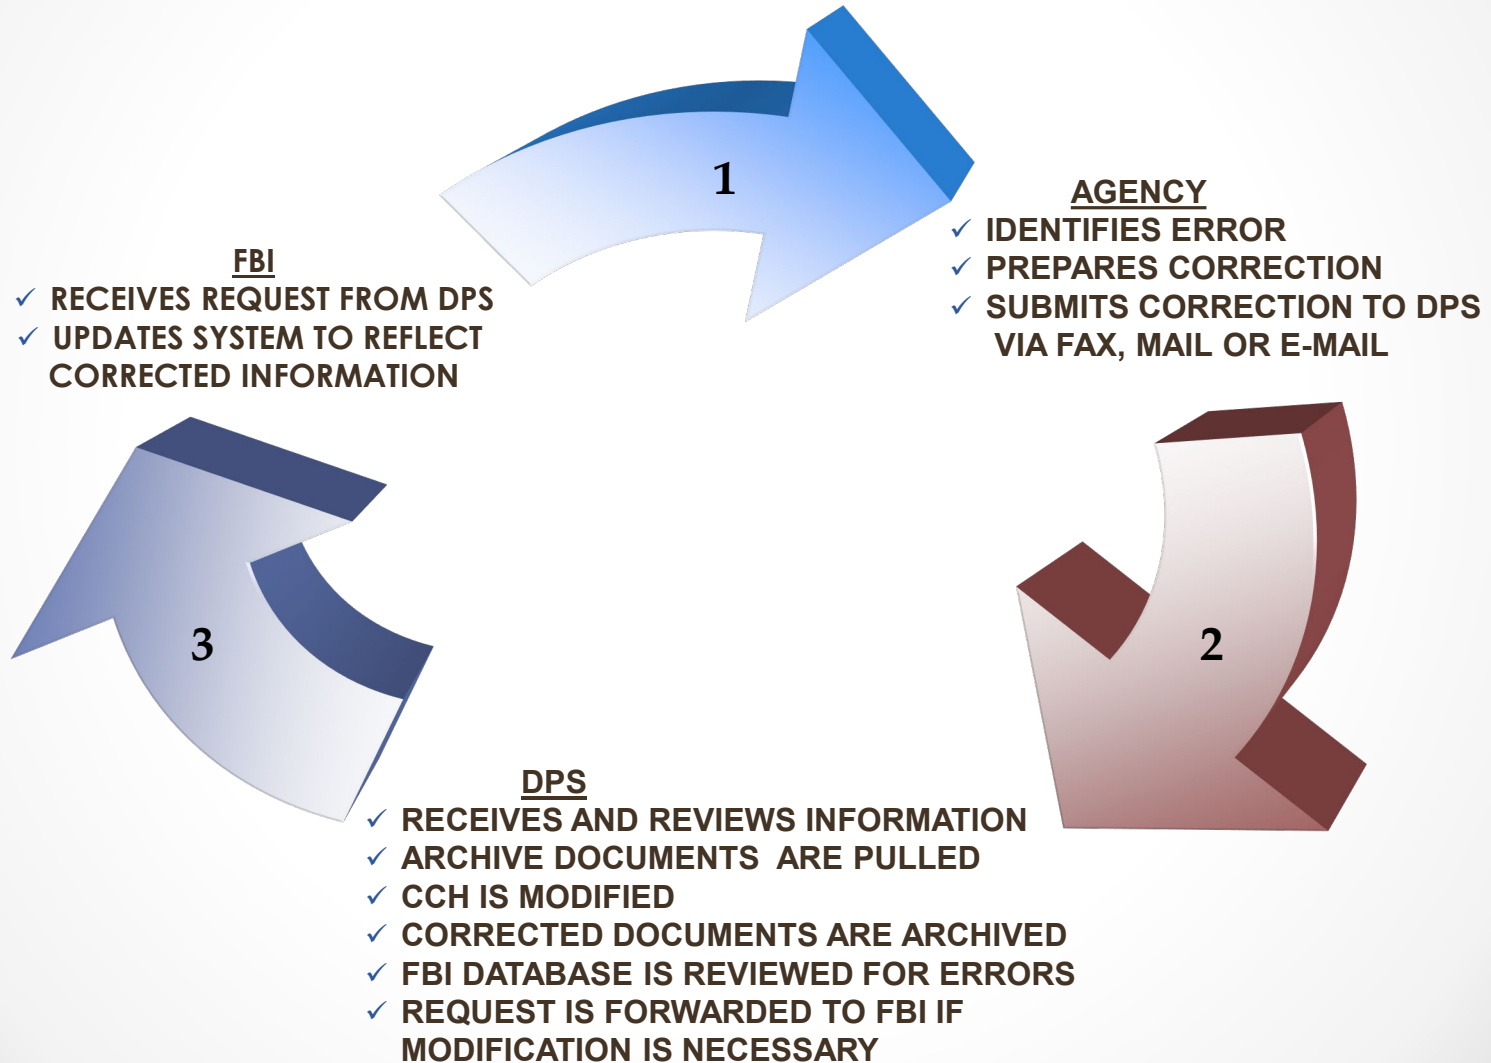 1
AGENCY
✓ IDENTIFIES ERROR
✓ PREPARES CORRECTION
✓ SUBMITS CORRECTION TO DPS
VIA FAX, MAIL OR E-MAIL
2
DPS
✓ RECEIVES AND REVIEWS INFORMATION
✓ ARCHIVE DOCUMENTS  ARE PULLED
✓ CCH IS MODIFIED
✓ CORRECTED DOCUMENTS ARE ARCHIVED
✓ FBI DATABASE IS REVIEWED FOR ERRORS
✓ REQUEST IS FORWARDED TO FBI IF
MODIFICATION IS NECESSARY
3
FBI
✓ RECEIVES REQUEST FROM DPS
✓ UPDATES SYSTEM TO REFLECT
CORRECTED INFORMATION